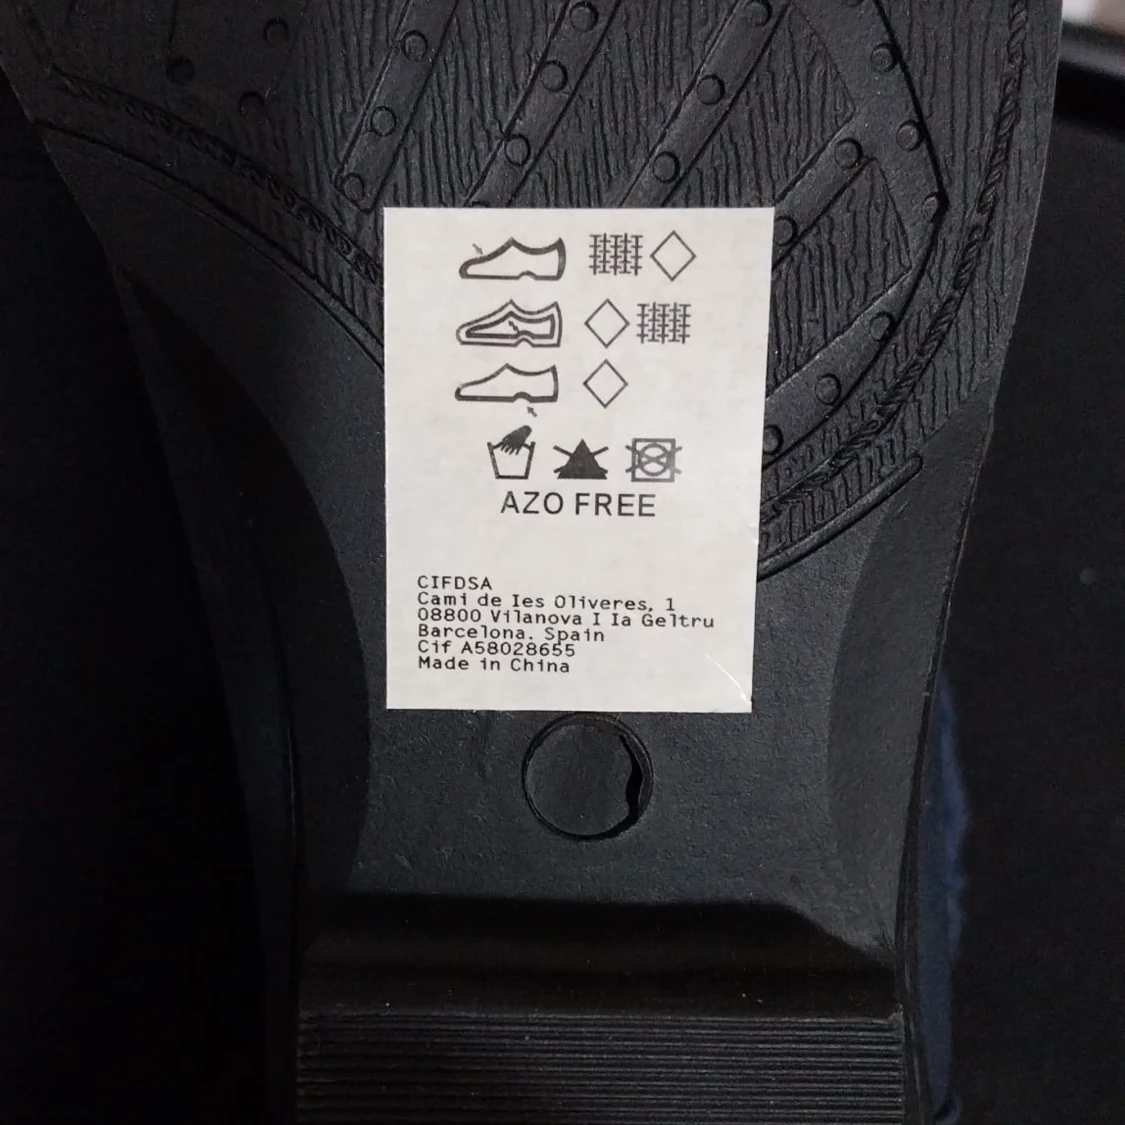 AZO FREE
CIFDSA
Cami de Ies Oliveres, 1
08800 Vilanova I Ia Geltru
Barcelona. Spain
Cif A58028655
Made in China